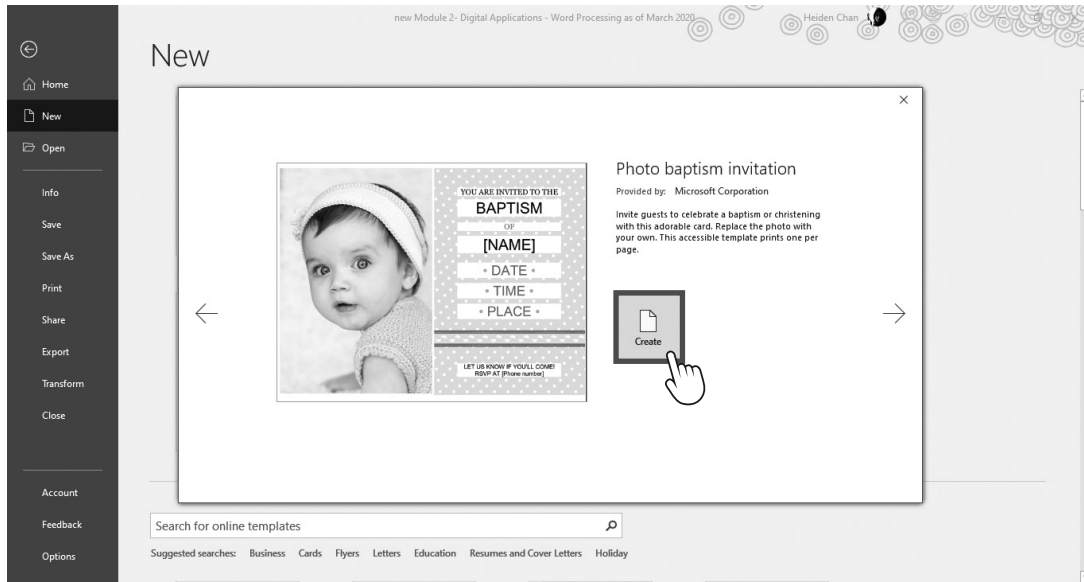 new Module 2- Digital Applications - Word Processing as of March 2020
Heiden Chan
New
Home
New
Open
Info
Save
Save As
Print
Share
Export
Transform
Close
Account
Feedback
Options
YOU ARE INVITED TO THE
BAPTISM
OF
[NAME]
• DATE •
• TIME •
• PLACE •
LET US KNOW IF YOU'LL COME!
RSVP AT [Phone number]
Photo baptism invitation
Provided by: Microsoft Corporation
Invite guests to celebrate a baptism or christening
with this adorable card. Replace the photo with
your own. This accessible template prints one per
page.
Create
Search for online templates
Suggested searches: Business Cards Flyers Letters Education Resumes and Cover Letters Holiday